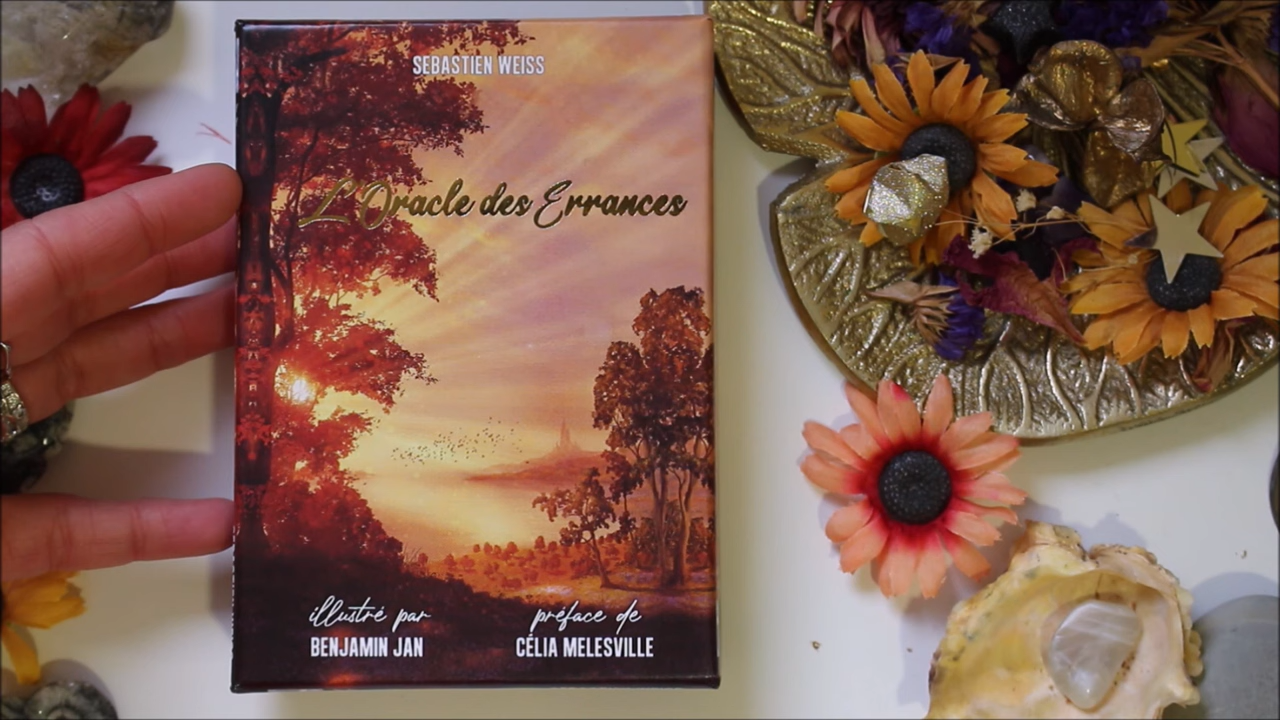 SEBASTIEN WEISS
L'Oracle des Errances
illustré par
BENJAMIN JAN
préface de
CÉLIA MELESVILLE